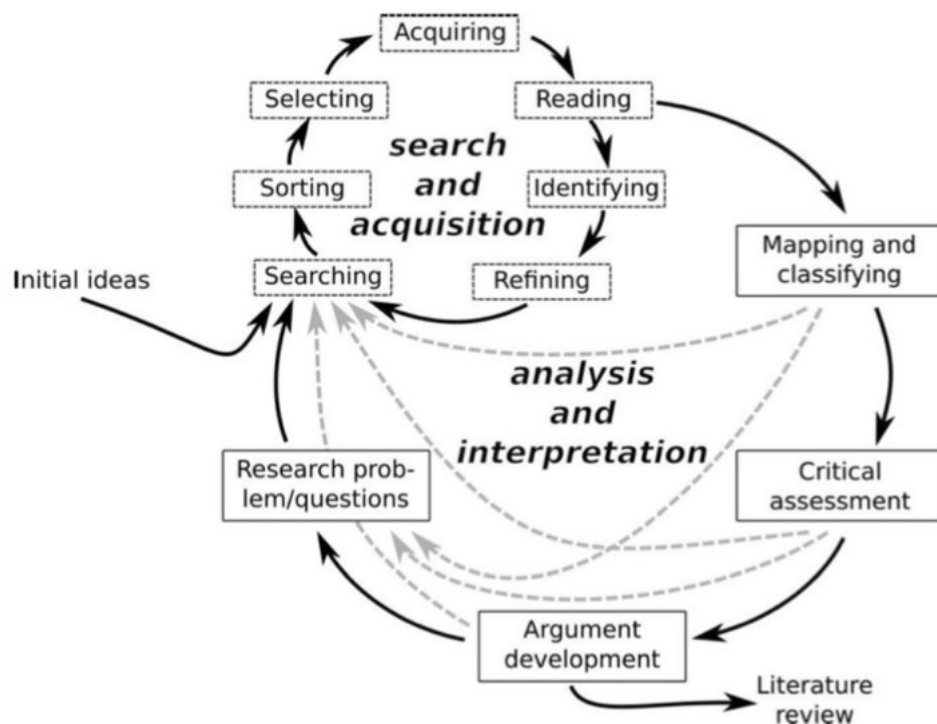 Acquiring
Selecting
Reading
search
and
acquisition
Sorting
Identifying
Mapping and
classifying
Initial ideas
Searching
Refining
analysis
and
interpretation
Research prob-
lem/questions
Critical
assessment
Argument
development
Literature
review